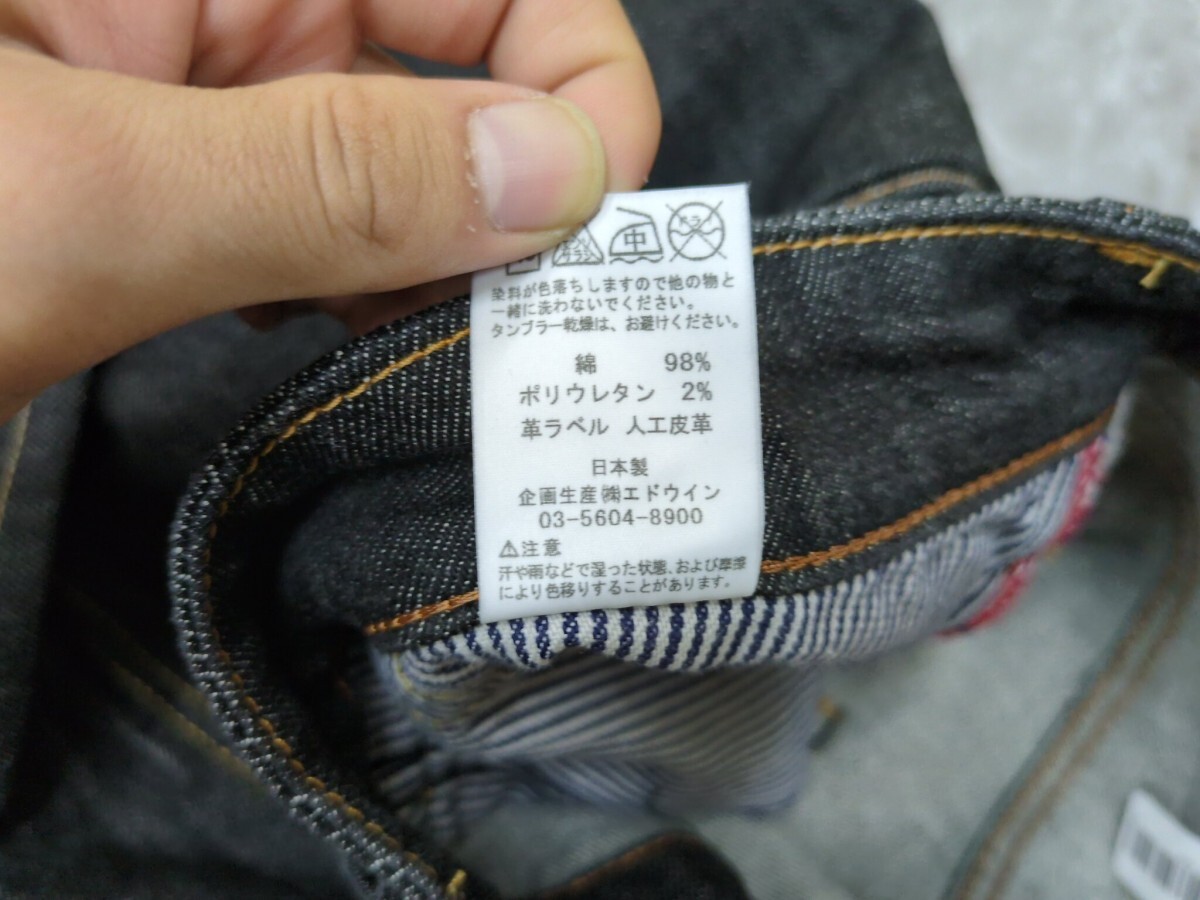 中
ドライ
染料が色落ちしますので他の物と
一緒に洗わないでください。
タンブラー乾燥は、お避けください。
綿 98%
ポリウレタン 2%
革ラベル 人工皮革
日本製
企画生産㈱エドウイン
03-5604-8900
⚠注意
汗や雨などで湿った状態、および摩擦
により色移りすることがあります。